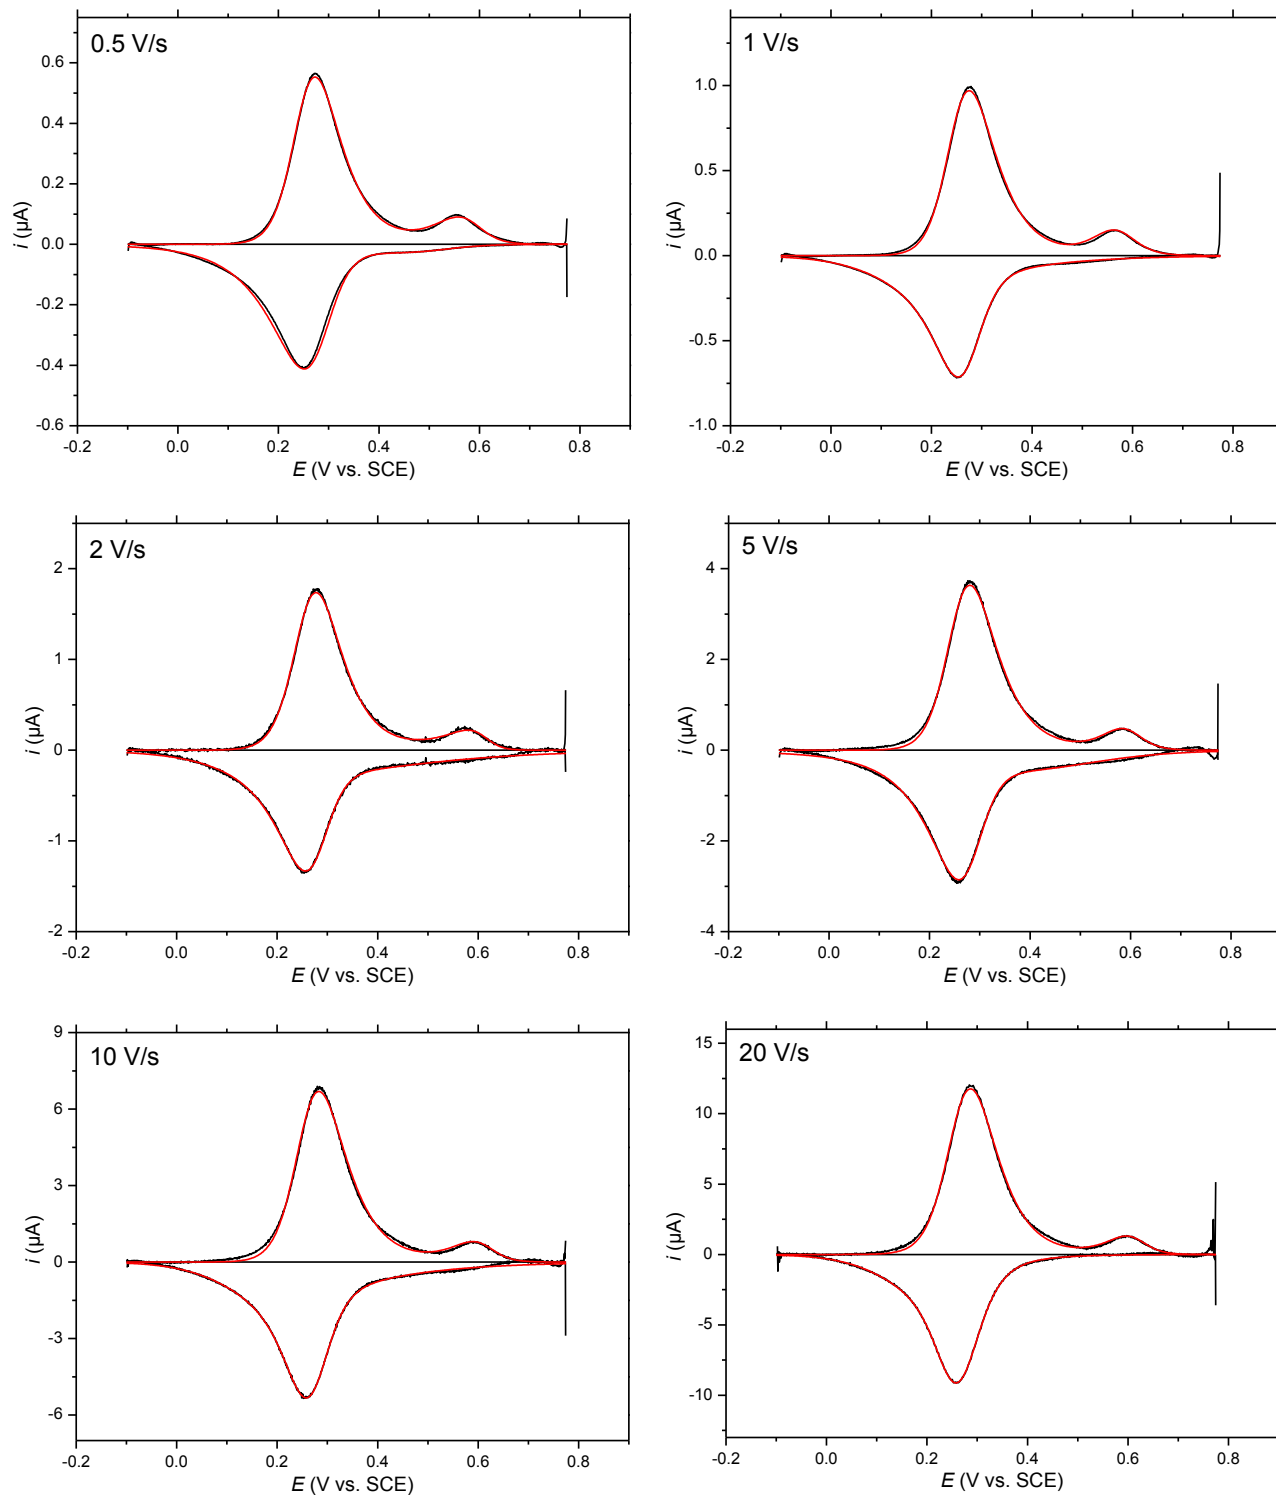 0.5 V/s
0.6
0.4
0.2
0.0
-0.2
-0.4
-0.6
i (µA)
-0.2 0.0 0.2 0.4 0.6 0.8
E (V vs. SCE)
1 V/s
1.0
0.5
0.0
-0.5
-1.0
i (µA)
-0.2 0.0 0.2 0.4 0.6 0.8
E (V vs. SCE)
2 V/s
2
1
0
-1
-2
i (µA)
-0.2 0.0 0.2 0.4 0.6 0.8
E (V vs. SCE)
5 V/s
4
2
0
-2
-4
i (µA)
-0.2 0.0 0.2 0.4 0.6 0.8
E (V vs. SCE)
10 V/s
9
6
3
0
-3
-6
i (µA)
-0.2 0.0 0.2 0.4 0.6 0.8
E (V vs. SCE)
20 V/s
15
10
5
0
-5
-10
i (µA)
-0.2 0.0 0.2 0.4 0.6 0.8
E (V vs. SCE)